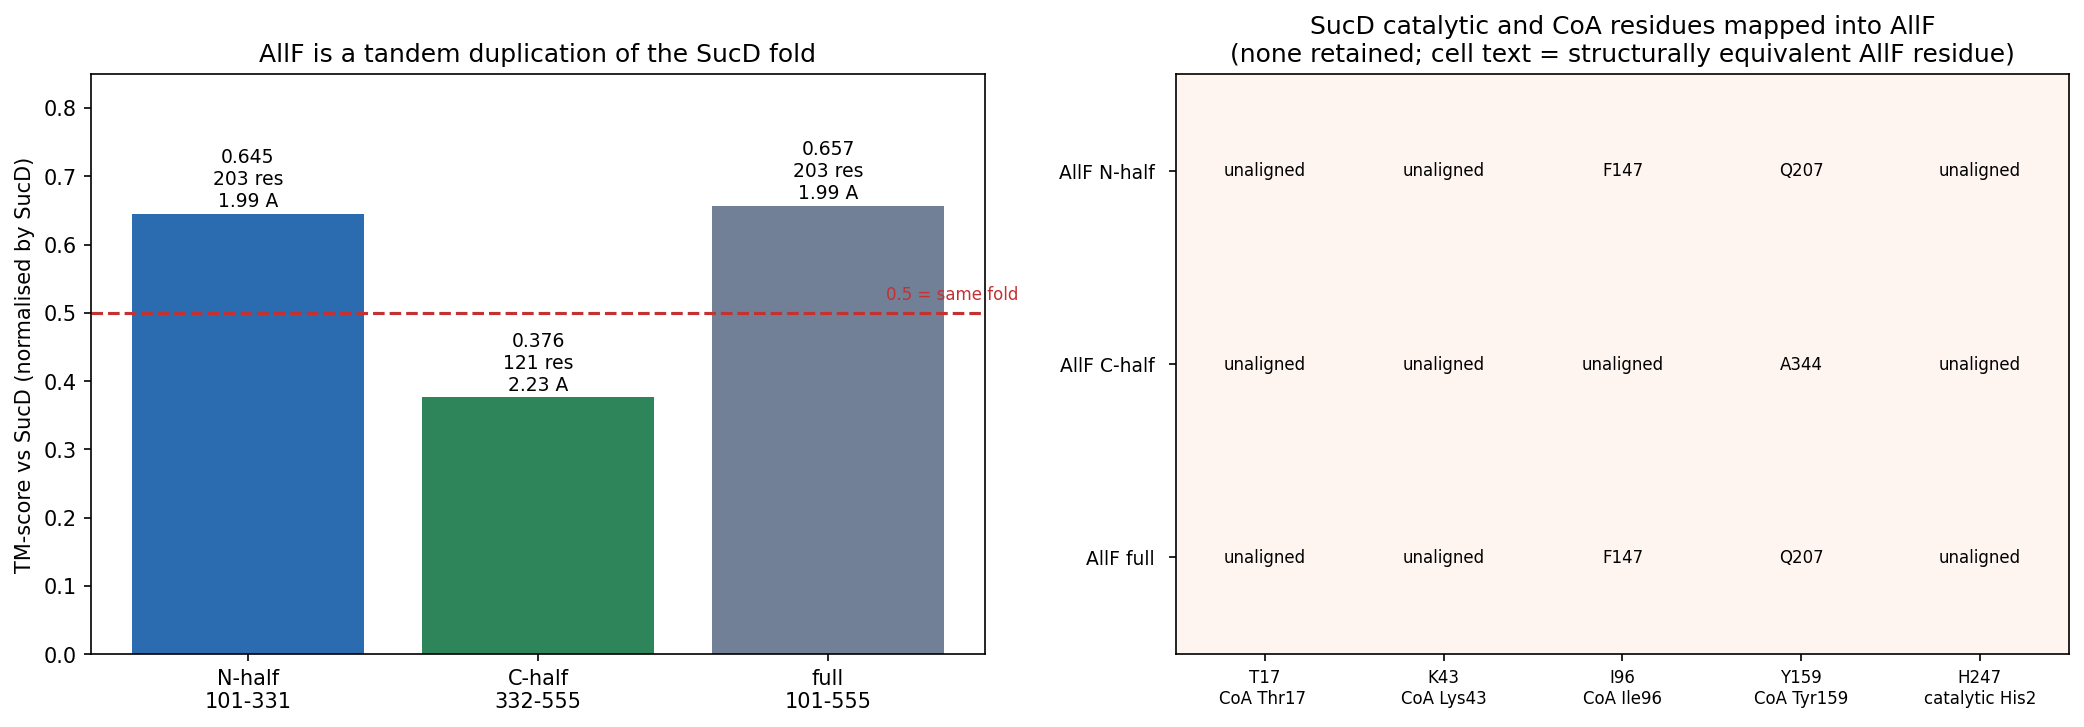 AllF is a tandem duplication of the SucD fold
TM-score vs SucD (normalised by SucD)
0.8
0.7
0.6
0.5
0.4
0.3
0.2
0.1
0.0
0.645
203 res
1.99 A
0.376
121 res
2.23 A
0.657
203 res
1.99 A
0.5 = same fold
N-half
101-331
C-half
332-555
full
101-555
SucD catalytic and CoA residues mapped into AllF
(none retained; cell text = structurally equivalent AllF residue)
AllF N-half
unaligned
unaligned
F147
Q207
unaligned
AllF C-half
unaligned
unaligned
unaligned
A344
unaligned
AllF full
unaligned
unaligned
F147
Q207
unaligned
T17
CoA Thr17
K43
CoA Lys43
I96
CoA Ile96
Y159
CoA Tyr159
H247
catalytic His2